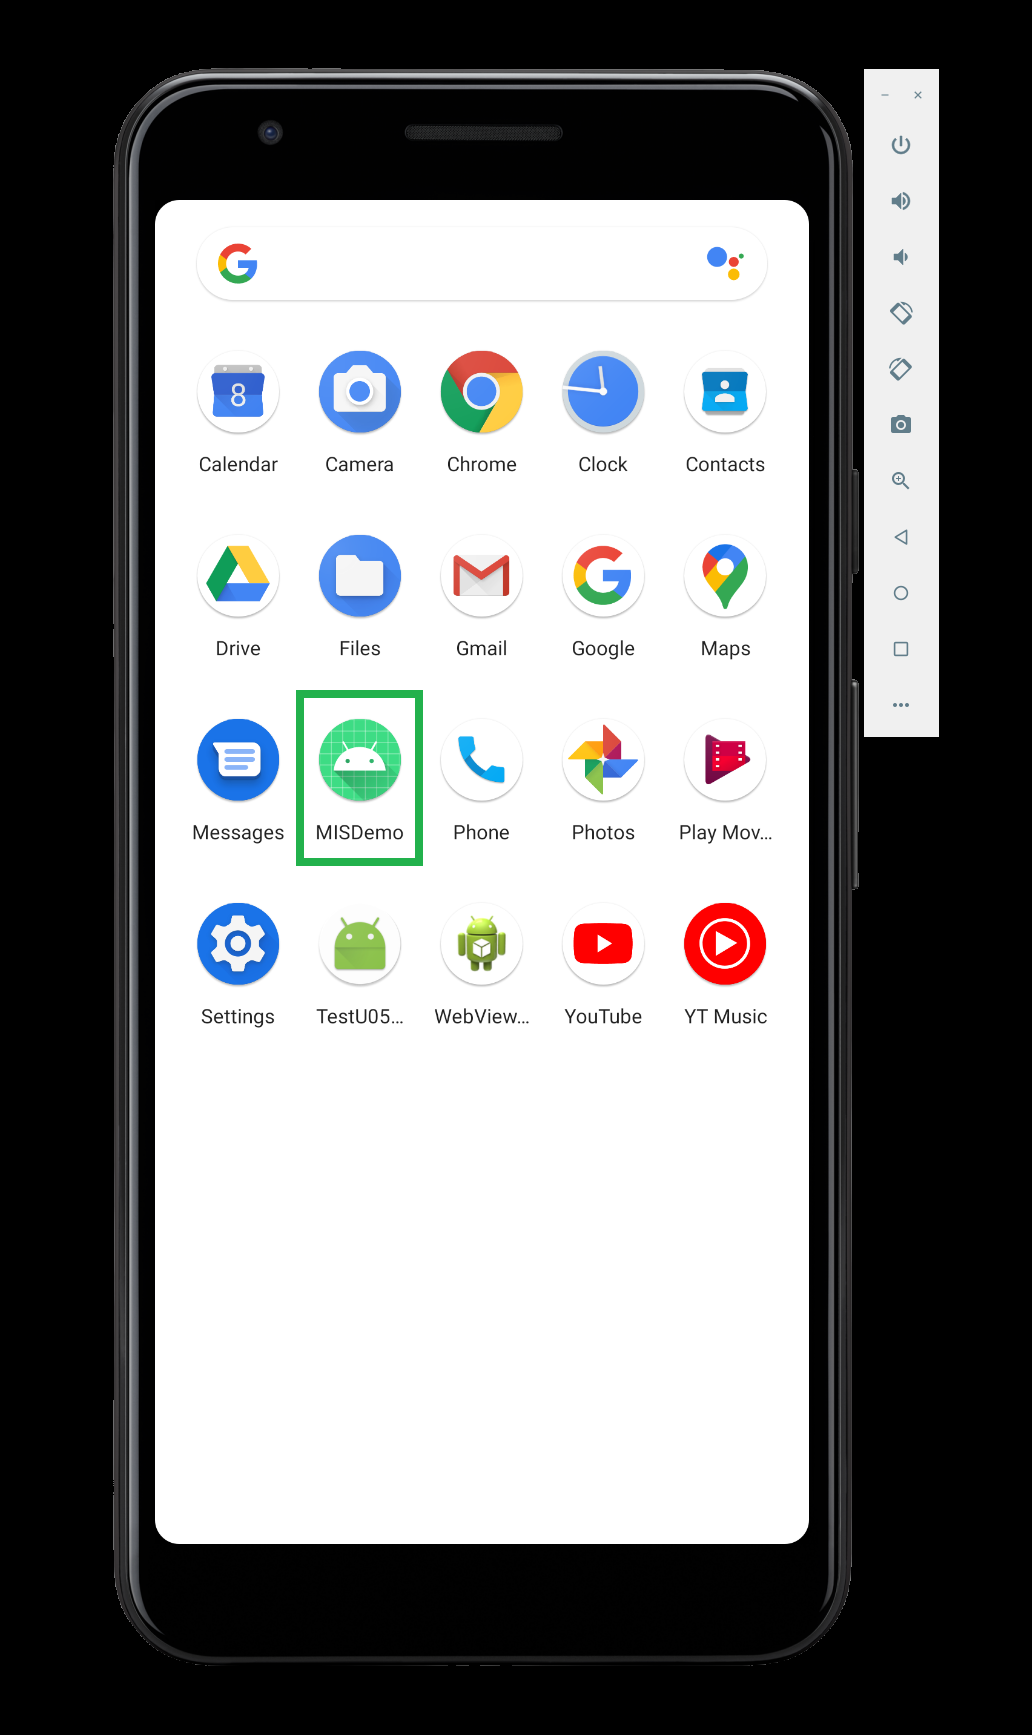 8
Calendar Camera Chrome Clock Contacts
Drive Files Gmail Google Maps
Messages MISDemo Phone Photos Play Mov...
Settings TestU05... WebView... YouTube YT Music